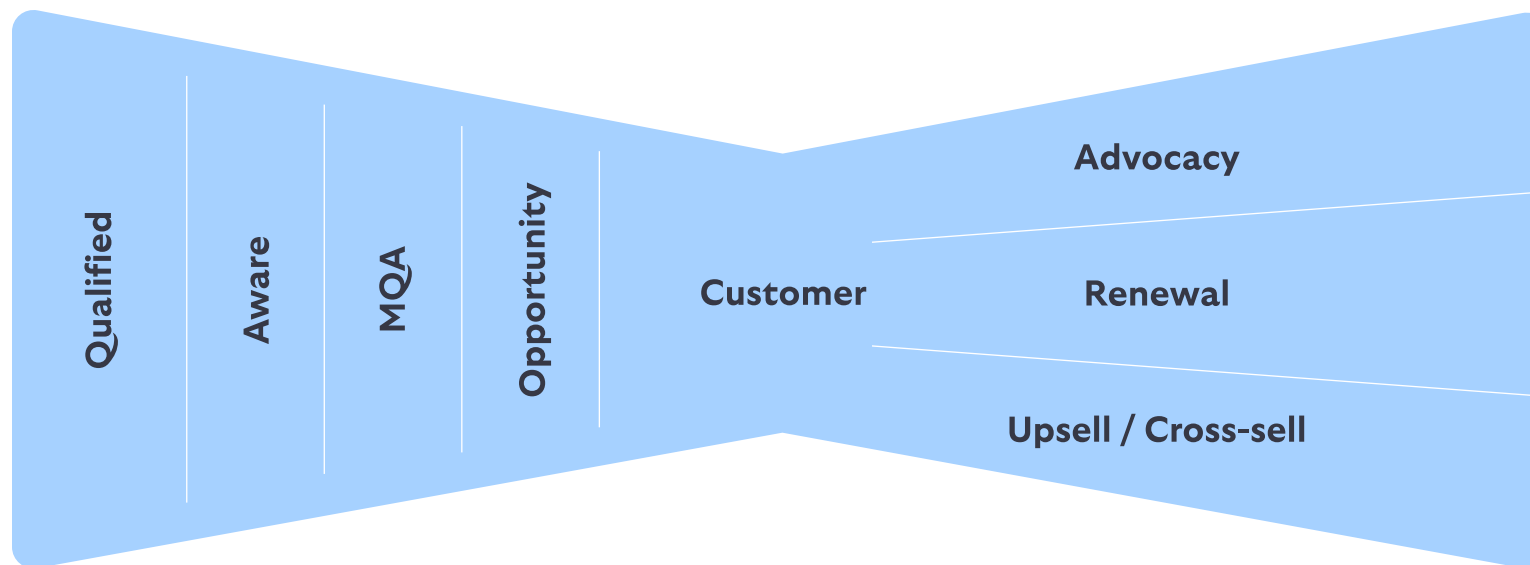 Qualified
Aware
MQA
Opportunity
Customer
Advocacy
Renewal
Upsell / Cross-sell